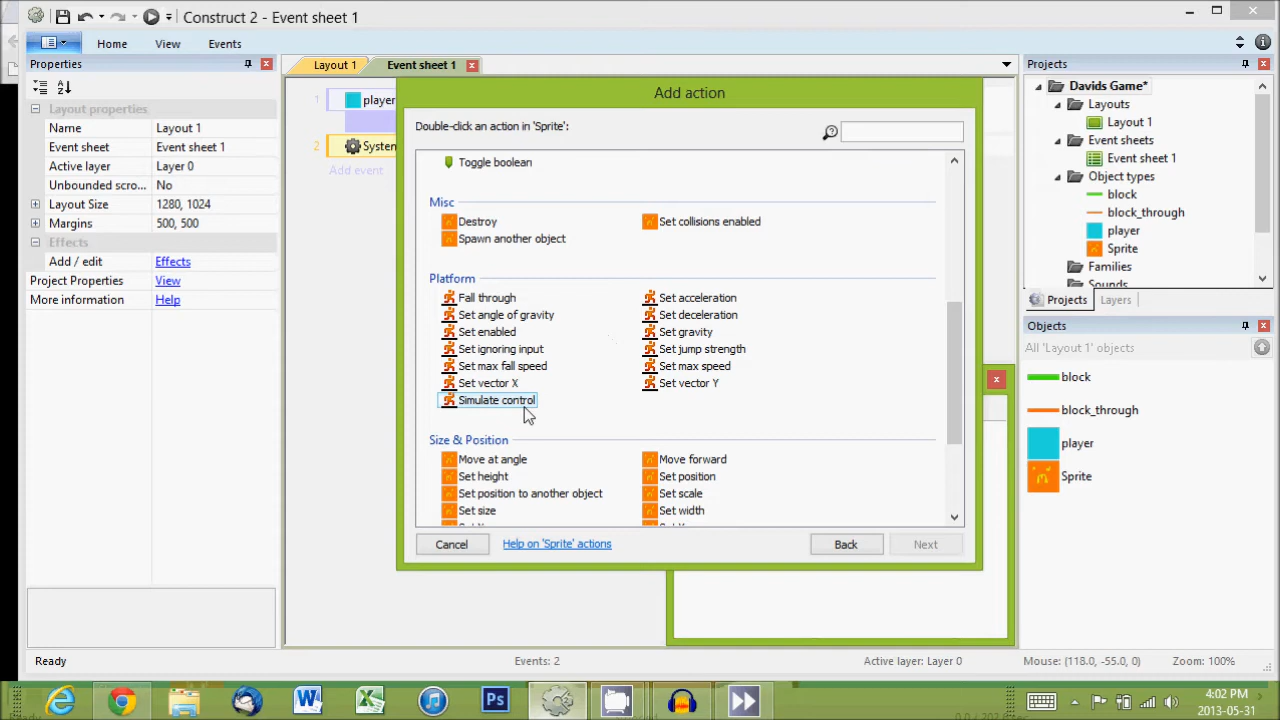 Construct 2 - Event sheet 1
Home View Events
Properties
Layout 1 Event sheet 1
Projects
Layout properties
Name Layout 1
Event sheet Event sheet 1
Active layer Layer 0
Unbounded scro... No
Layout Size 1280, 1024
Margins 500, 500
Effects
Add / edit Effects
Project Properties View
More information Help
1 player
2 System
Add event
Add action
Double-click an action in 'Sprite':
Toggle boolean
Misc
Destroy Set collisions enabled
Spawn another object
Platform
Fall through Set acceleration
Set angle of gravity Set deceleration
Set enabled Set gravity
Set ignoring input Set jump strength
Set max fall speed Set max speed
Set vector X Set vector Y
Simulate control
Size & Position
Move at angle Move forward
Set height Set position
Set position to another object Set scale
Set size Set width
Cancel Help on 'Sprite' actions Back Next
Davids Game*
Layouts
Layout 1
Event sheets
Event sheet 1
Object types
block
block_through
player
Sprite
Families
Sounds
Projects Layers
Objects
All 'Layout 1' objects
block
block_through
player
Sprite
Ready Events: 2 Active layer: Layer 0 Mouse: (118.0, -55.0, 0) Zoom: 100%
Ps
4:02 PM
2013-05-31